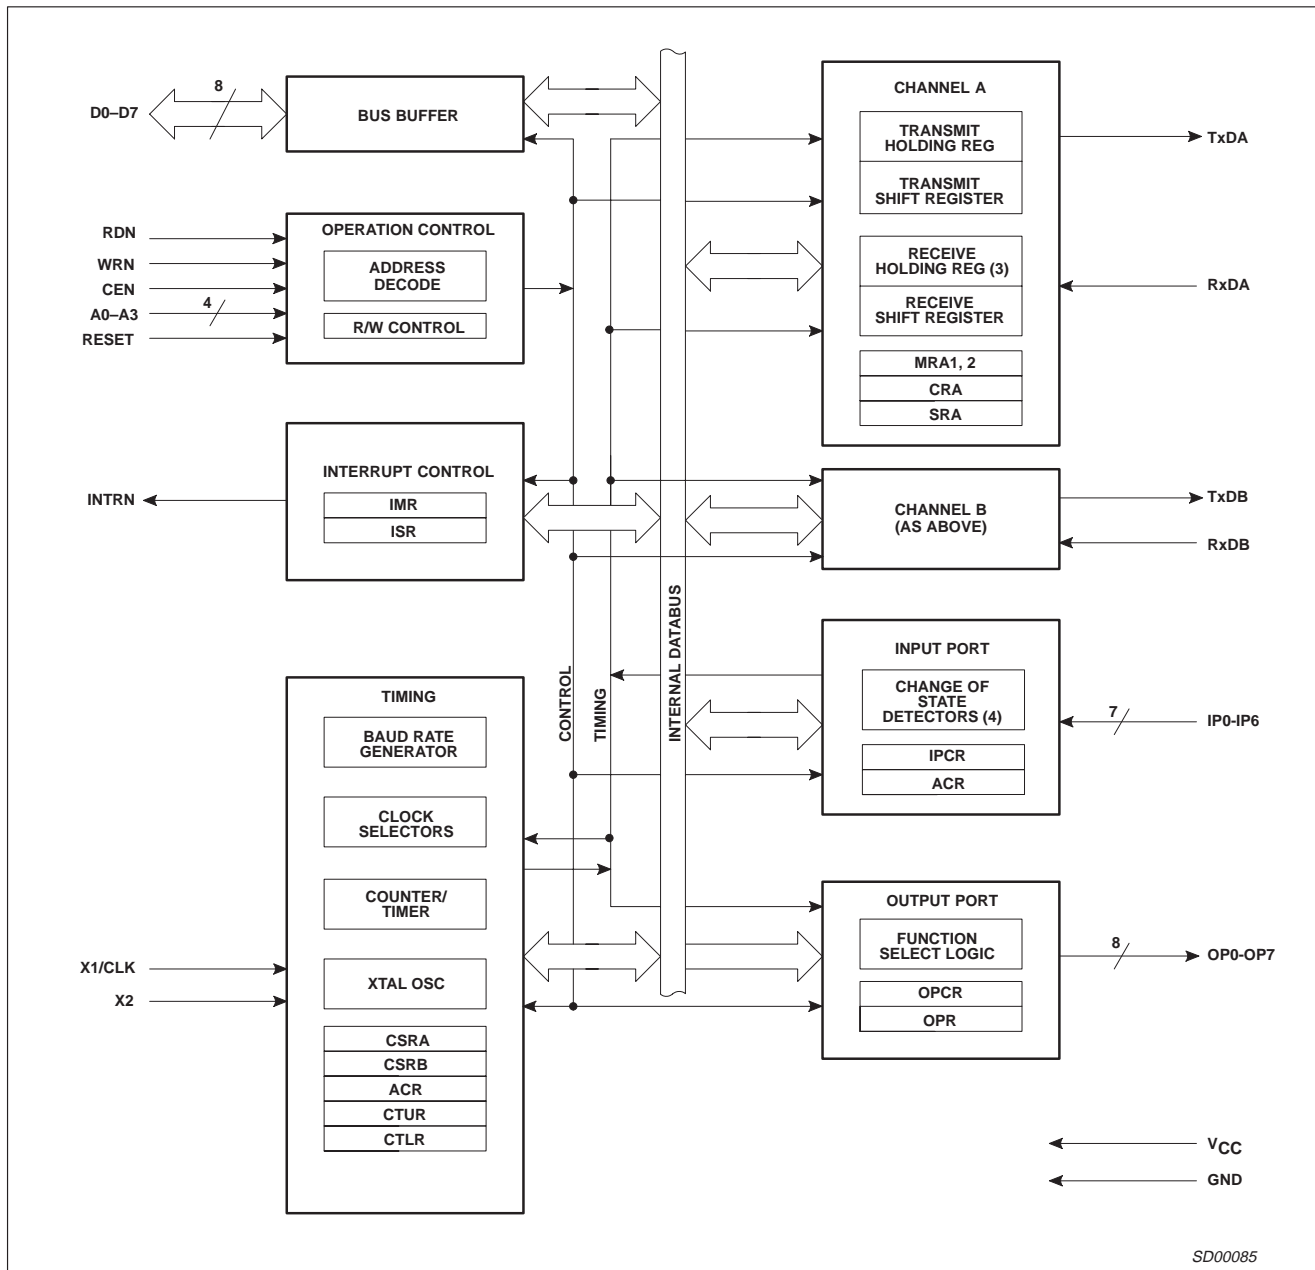 D0–D7
8
BUS BUFFER
RDN
WRN
CEN
A0–A3
4
RESET
OPERATION CONTROL
ADDRESS
DECODE
R/W CONTROL
INTRN
INTERRUPT CONTROL
IMR
ISR
TIMING
BAUD RATE
GENERATOR
CLOCK
SELECTORS
COUNTER/
TIMER
X1/CLK
X2
XTAL OSC
CSRA
CSRB
ACR
CTUR
CTLR
CONTROL
TIMING
INTERNAL DATABUS
CHANNEL A
TRANSMIT
HOLDING REG
TRANSMIT
SHIFT REGISTER
RECEIVE
HOLDING REG (3)
RECEIVE
SHIFT REGISTER
MRA1, 2
CRA
SRA
TxDA
RxDA
CHANNEL B
(AS ABOVE)
TxDB
RxDB
INPUT PORT
CHANGE OF
STATE
DETECTORS (4)
IPCR
ACR
7
IP0-IP6
OUTPUT PORT
FUNCTION
SELECT LOGIC
OPCR
OPR
8
OP0-OP7
VCC
GND
SD00085